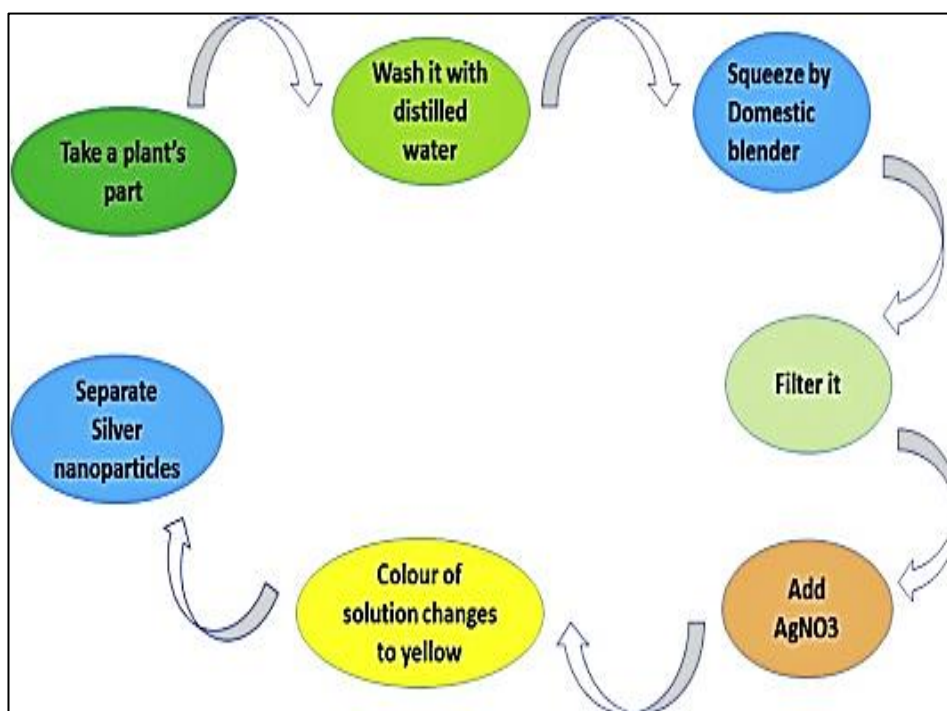 Take a plant's
part
Wash it with
distilled
water
Squeeze by
Domestic
blender
Filter it
Add
AgNO3
Colour of
solution changes
to yellow
Separate
Silver
nanoparticles